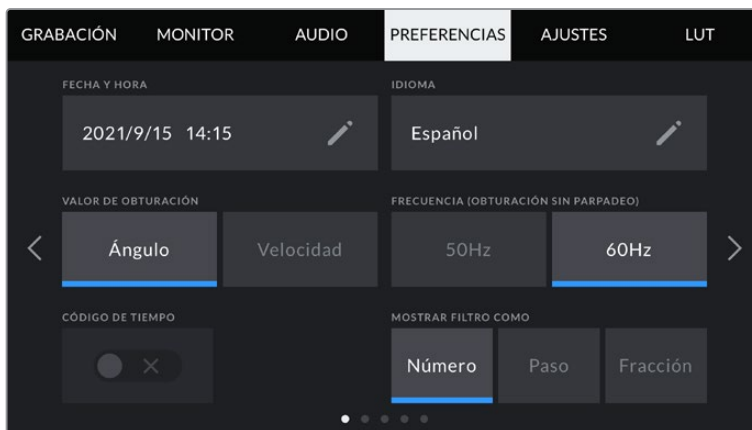 GRABACIÓN MONITOR AUDIO PREFERENCIAS AJUSTES LUT
FECHA Y HORA IDIOMA
2021/9/15 14:15 Español
VALOR DE OBTURACIÓN FRECUENCIA (OBTURACIÓN SIN PARPADEO)
Ángulo Velocidad 50Hz 60Hz
CÓDIGO DE TIEMPO MOSTRAR FILTRO COMO
Número Paso Fracción